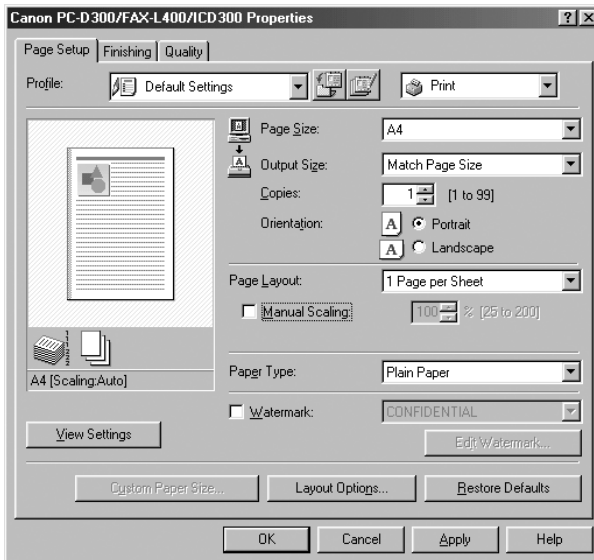 Canon PC-D300/FAX-L400/ICD300 Properties
Page Setup Finishing Quality
Profile: Default Settings Print
Page Size: A4
Output Size: Match Page Size
Copies: 1 [1 to 99]
Orientation: A Portrait
A Landscape
Page Layout: 1 Page per Sheet
Manual Scaling: 100 % [25 to 200]
A4 [Scaling:Auto]
Paper Type: Plain Paper
Watermark: CONFIDENTIAL
View Settings
Edit Watermark...
Custom Paper Size... Layout Options... Restore Defaults
OK Cancel Apply Help